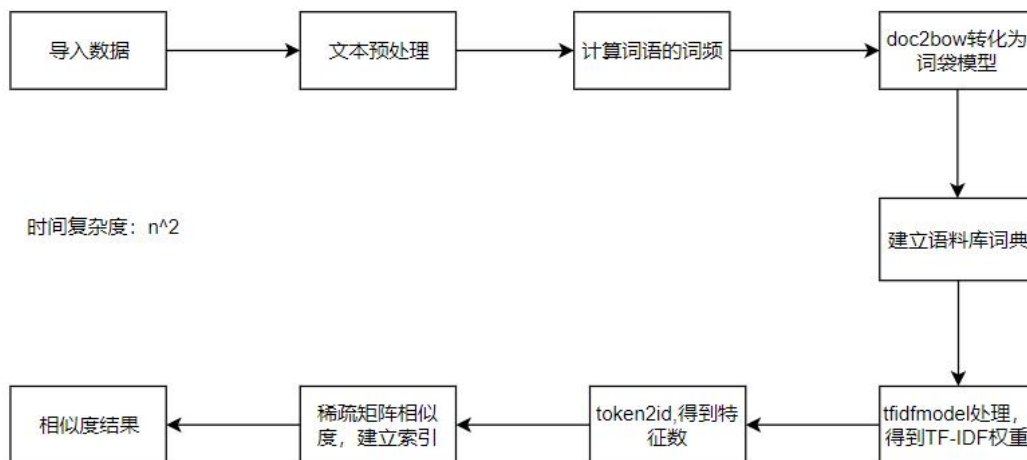 导入数据
文本预处理
计算词语的词频
doc2bow转化为
词袋模型
时间复杂度：n^2
建立语料库词典
相似度结果
稀疏矩阵相似
度，建立索引
token2id,得到特
征数
tfidfmodel处理，
得到TF-IDF权重